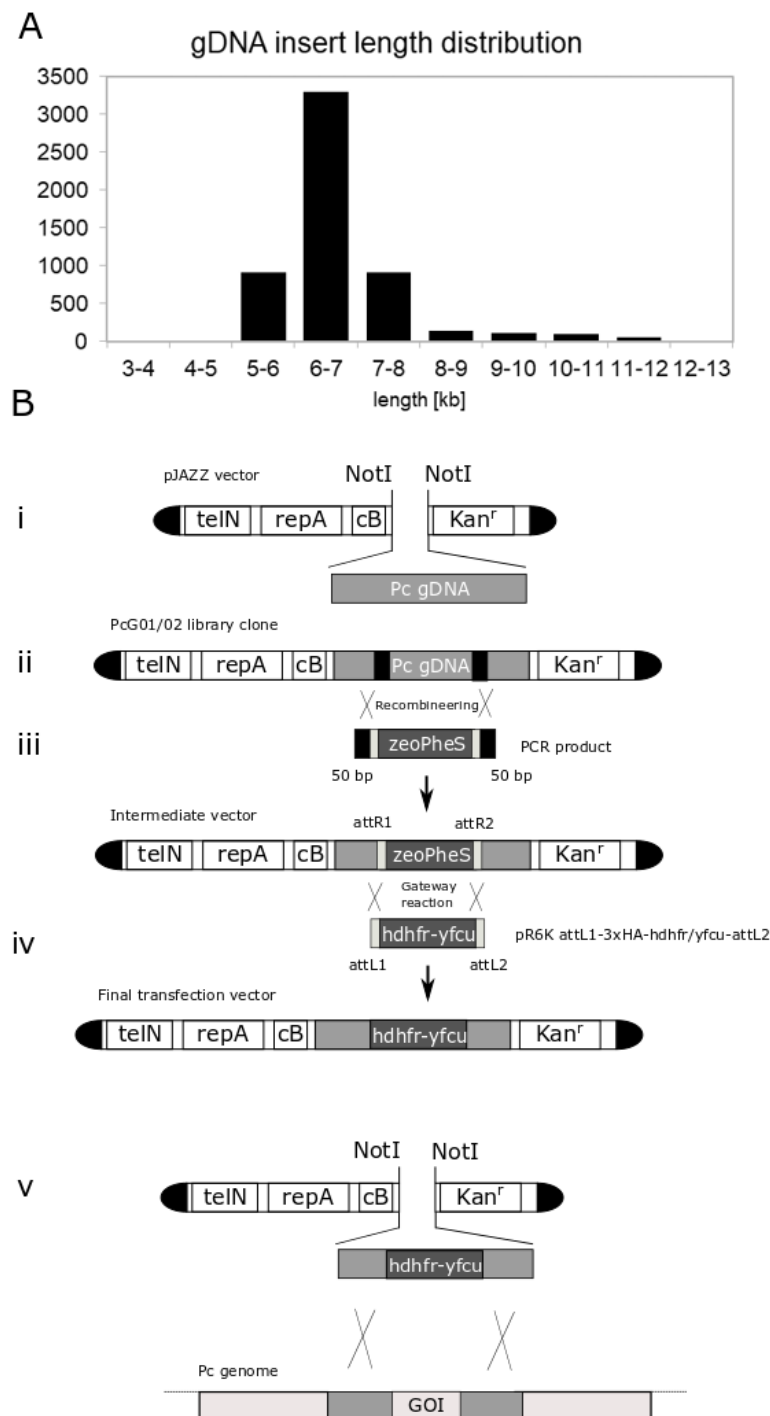 A
gDNA insert length distribution
3500
3000
2500
2000
1500
1000
500
0
3-4 4-5 5-6 6-7 7-8 8-9 9-10 10-11 11-12 12-13
length [kb]
B
pJAZZ vector
NotI NotI
i
telN repA cB Kanʳ
Pc gDNA
PcG01/02 library clone
ii
telN repA cB Pc gDNA Kanʳ
Recombineering
iii
zeoPheS PCR product
50 bp 50 bp
Intermediate vector
attR1 attR2
telN repA cB zeoPheS Kanʳ
Gateway
reaction
iv
hdhfr-yfcu pR6K attL1-3xHA-hdhfr/yfcu-attL2
attL1 attL2
Final transfection vector
telN repA cB hdhfr-yfcu Kanʳ
NotI NotI
v
telN repA cB Kanʳ
hdhfr-yfcu
Pc genome
GOI